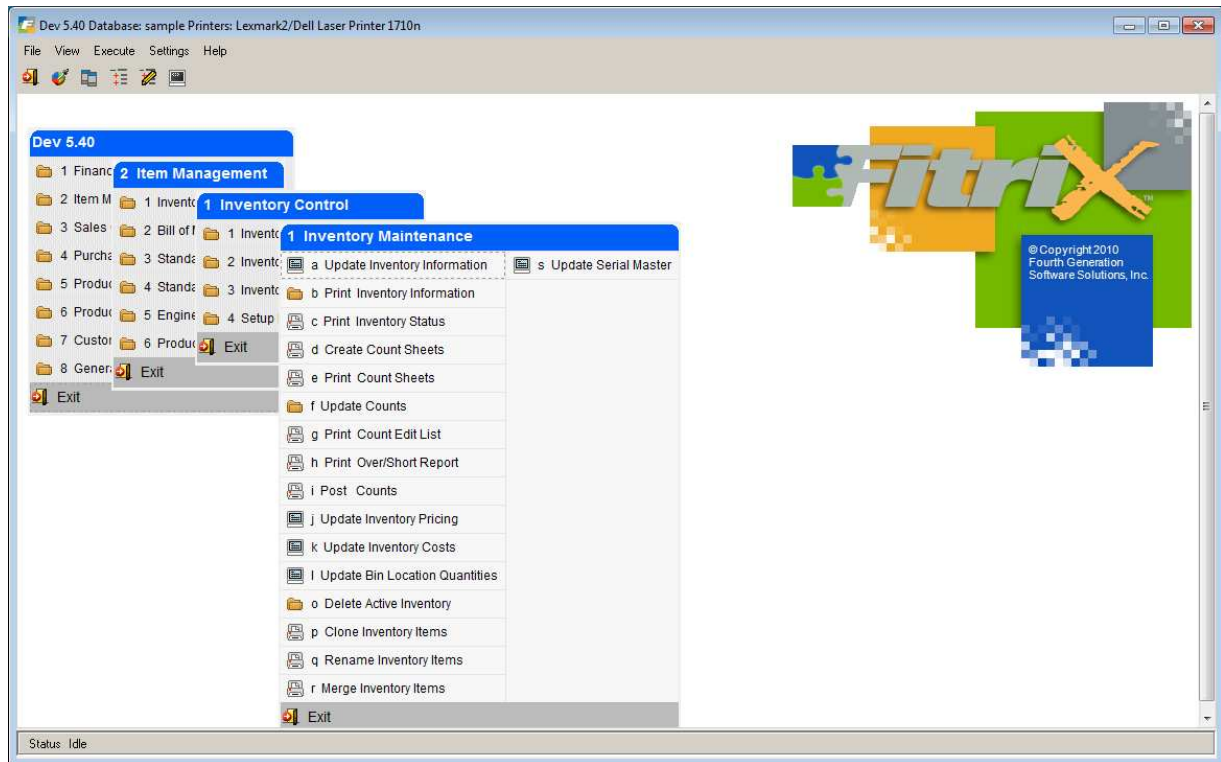 Dev 5.40 Database: sample Printers: Lexmark2/Dell Laser Printer 1710n
File View Execute Settings Help
Dev 5.40
1 Financ
2 Item M
3 Sales
4 Purcha
5 Produc
6 Produc
7 Custor
8 Genera
Exit
2 Item Management
1 Invento
2 Bill of
3 Standa
4 Standa
5 Engine
6 Produc
Exit
1 Inventory Control
1 Invento
2 Invento
3 Invento
4 Setup
Exit
1 Inventory Maintenance
a Update Inventory Information
b Print Inventory Information
c Print Inventory Status
d Create Count Sheets
e Print Count Sheets
f Update Counts
g Print Count Edit List
h Print Over/Short Report
i Post Counts
j Update Inventory Pricing
k Update Inventory Costs
l Update Bin Location Quantities
o Delete Active Inventory
p Clone Inventory Items
q Rename Inventory Items
r Merge Inventory Items
s Update Serial Master
Exit
FitriX
TM
©Copyright 2010
Fourth Generation
Software Solutions, Inc.
Status Idle